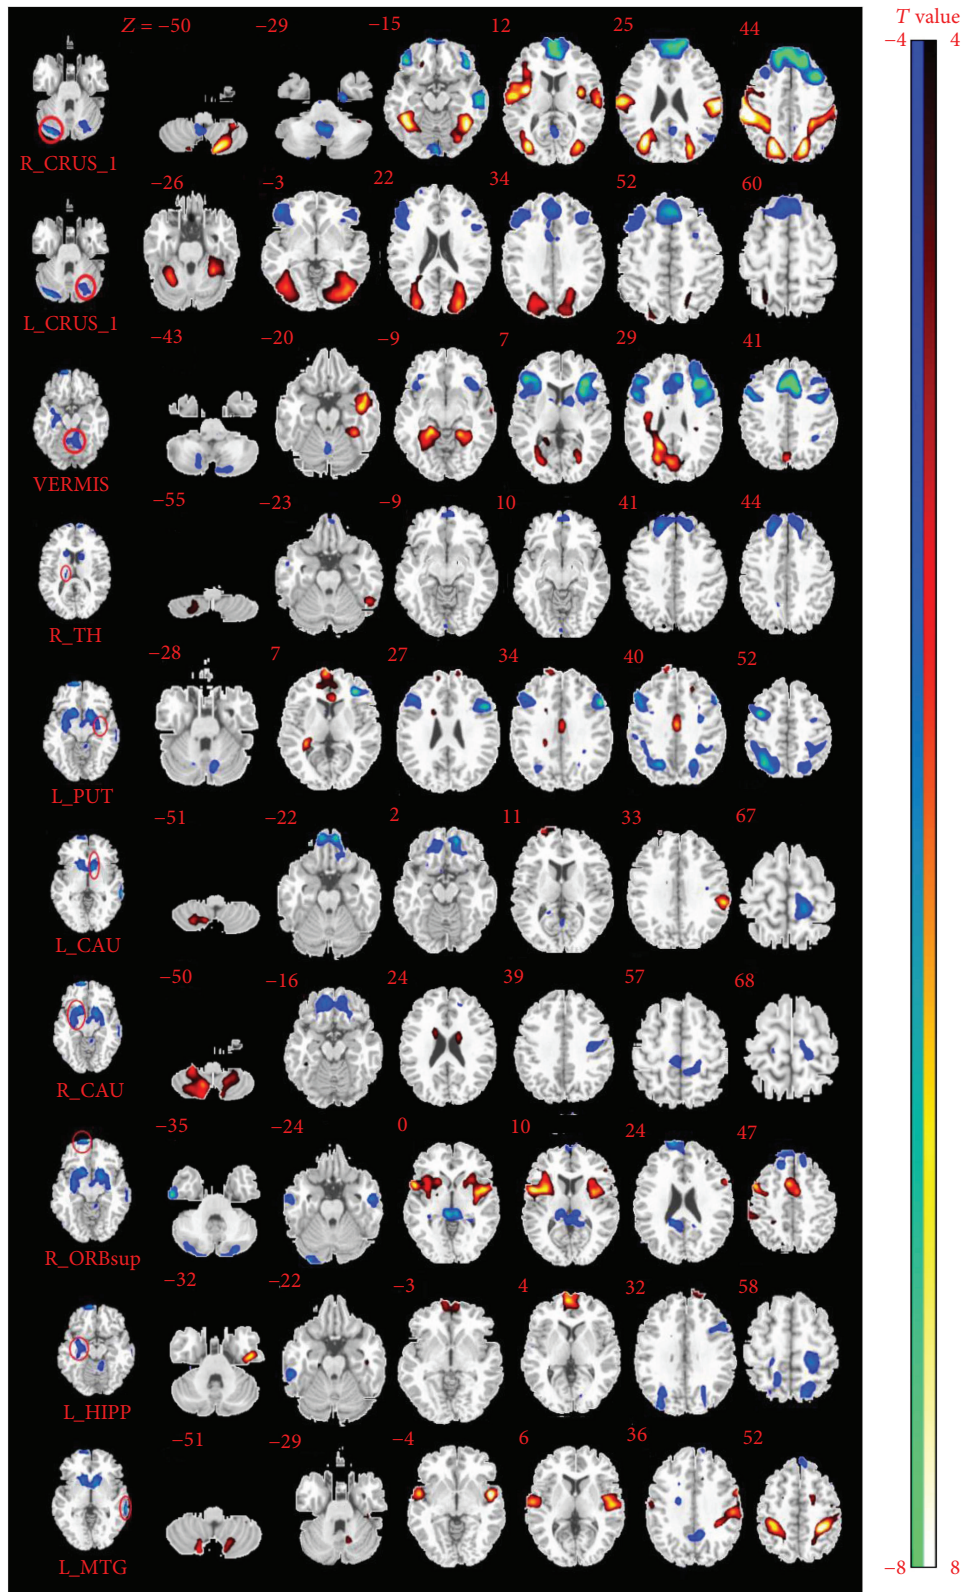 T value
Z = −50 −29 −15 12 25 44 −4 4
R_CRUS_1
−26 −3 22 34 52 60
L_CRUS_1
−43 −20 −9 7 29 41
VERMIS
−55 −23 −9 10 41 44
R_TH
−28 7 27 34 40 52
L_PUT
−51 −22 2 11 33 67
L_CAU
−50 −16 24 39 57 68
R_CAU
−35 −24 0 10 24 47
R_ORBsup
−32 −22 −3 4 32 58
L_HIPP
−51 −29 −4 6 36 52
L_MTG
−8 8